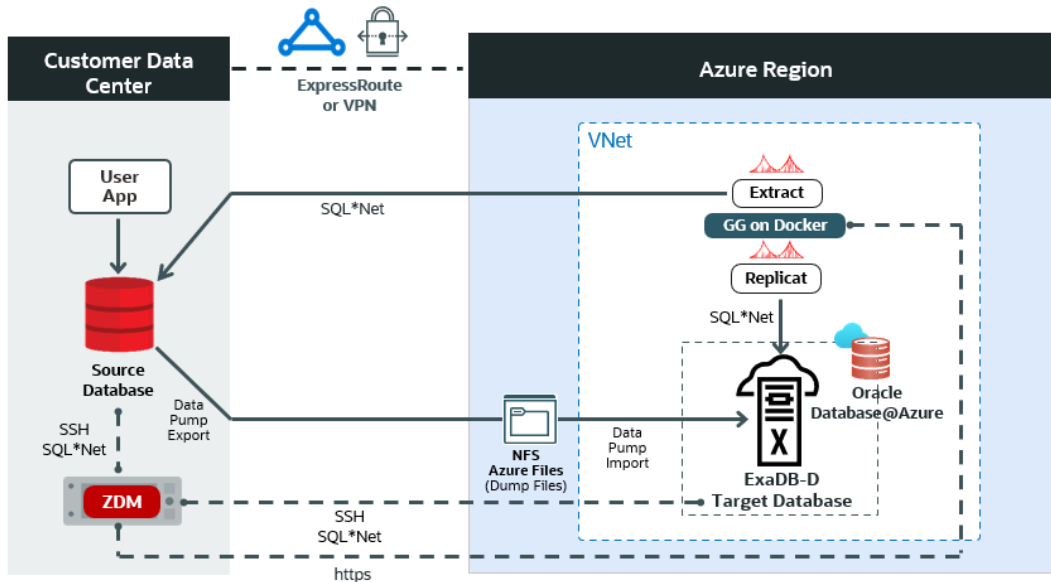 Customer Data
Center
ExpressRoute
or VPN
Azure Region
VNet
User
App
SQL*Net
Extract
GG on Docker
Replicat
SQL*Net
Source
Database
Oracle
Database@Azure
Data
Pump
Export
NFS
Azure Files
(Dump Files)
Data
Pump
Import
X
ExaDB-D
Target Database
SSH
SQL*Net
ZDM
SSH
SQL*Net
https